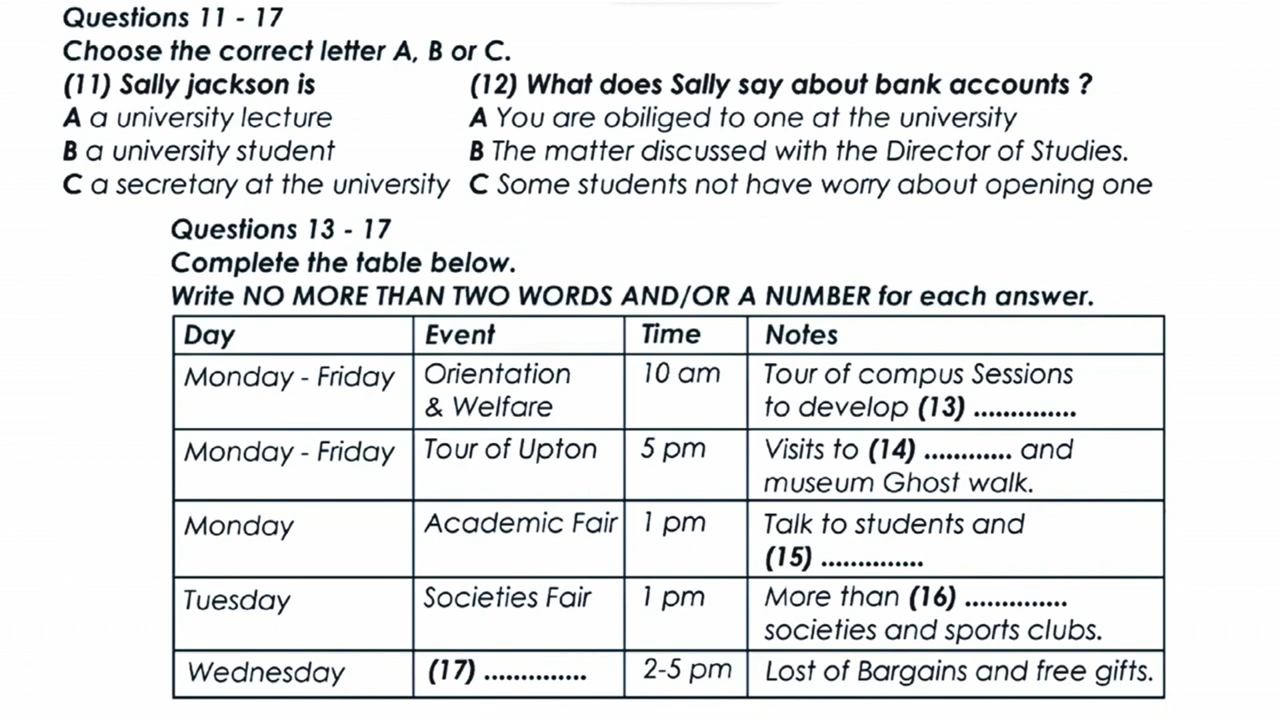 Questions 11 - 17
Choose the correct letter A, B or C.
(11) Sally jackson is
A a university lecture
B a university student
C a secretary at the university
(12) What does Sally say about bank accounts ?
A You are obiliged to one at the university
B The matter discussed with the Director of Studies.
C Some students not have worry about opening one
Questions 13 - 17
Complete the table below.
Write NO MORE THAN TWO WORDS AND/OR A NUMBER for each answer.
Day Event Time Notes
Monday - Friday Orientation & Welfare 10 am Tour of compus Sessions to develop (13) ..............
Monday - Friday Tour of Upton 5 pm Visits to (14) ............ and museum Ghost walk.
Monday Academic Fair 1 pm Talk to students and (15) ..............
Tuesday Societies Fair 1 pm More than (16) .............. societies and sports clubs.
Wednesday (17) .............. 2-5 pm Lost of Bargains and free gifts.